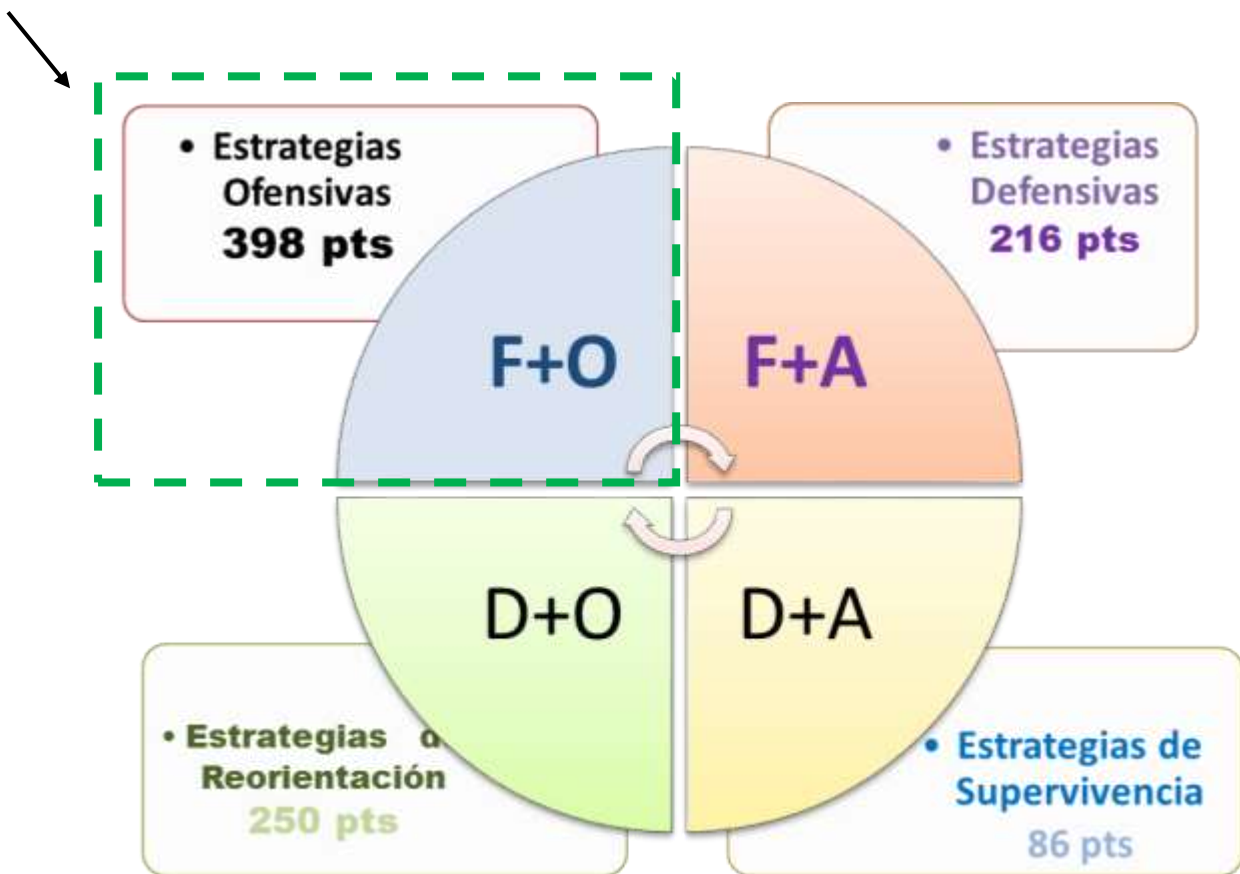 • Estrategias
Ofensivas
398 pts
• Estrategias
Defensivas
216 pts
F+O
F+A
D+O
D+A
• Estrategias d
Reorientación
250 pts
• Estrategias de
Supervivencia
86 pts